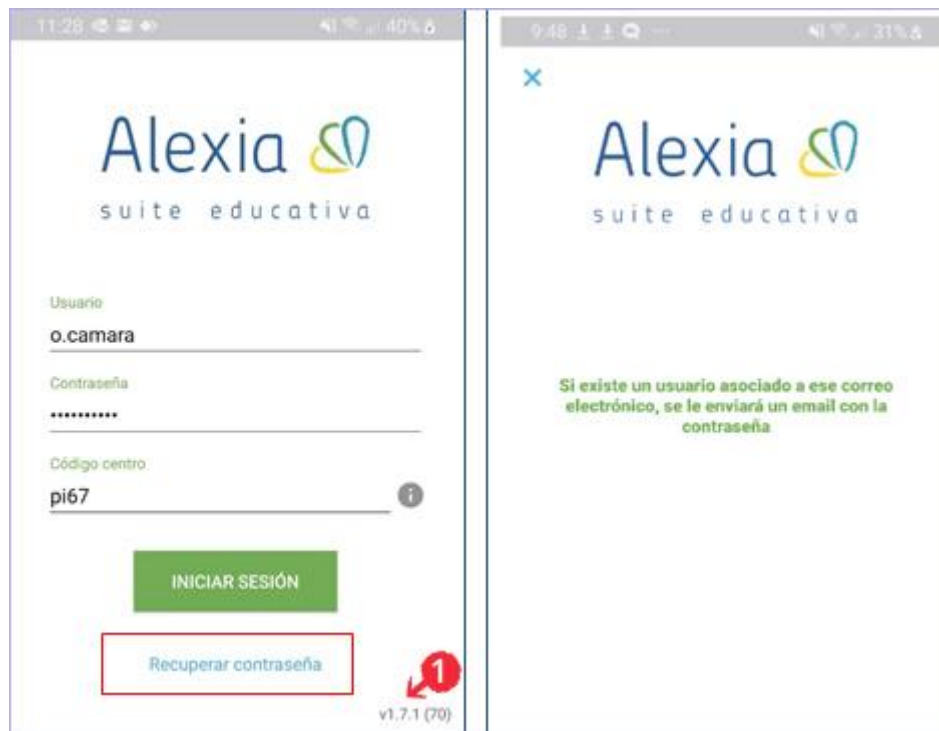 11:28
40%
Alexia
suite educativa
Usuario
o.camara
Contraseña
••••••••••
Código centro
pi67
i
INICIAR SESIÓN
Recuperar contraseña
1
v1.7.1 (70)
9:48
31%
Alexia
suite educativa
Si existe un usuario asociado a ese correo
electrónico, se le enviará un email con la
contraseña